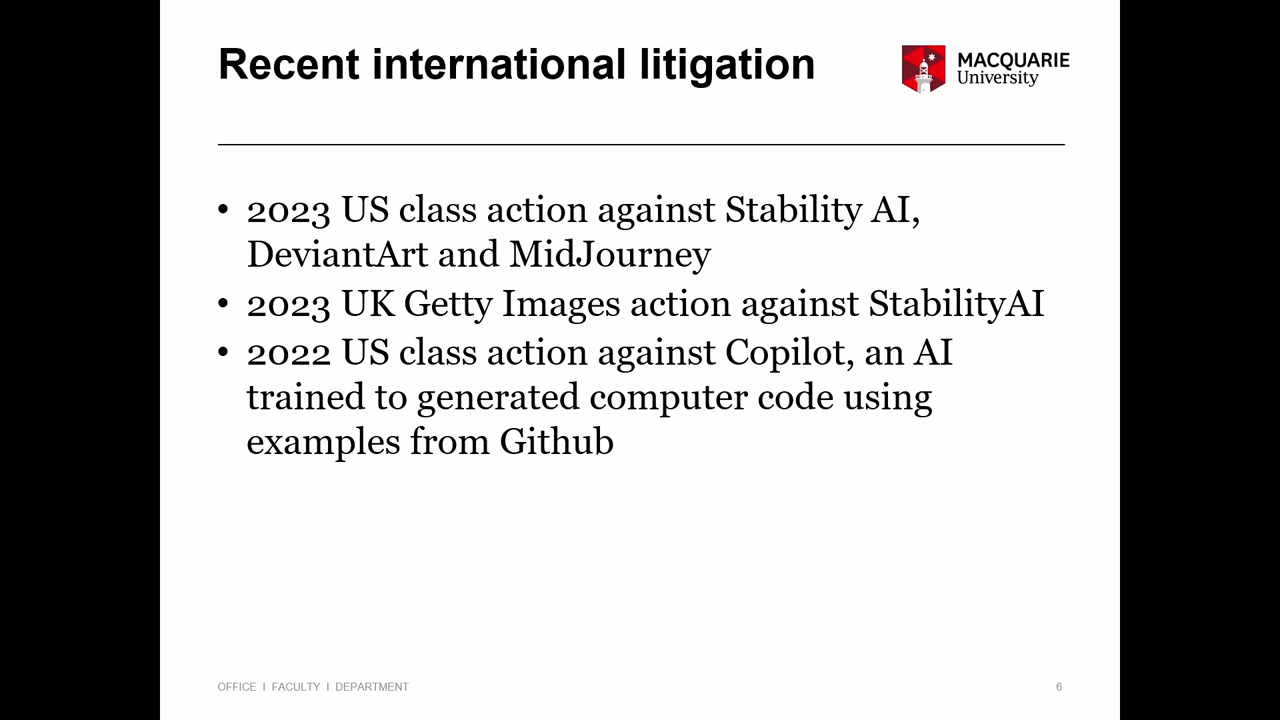 Recent international litigation
MACQUARIE
University
• 2023 US class action against Stability AI,
DeviantArt and MidJourney
• 2023 UK Getty Images action against StabilityAI
• 2022 US class action against Copilot, an AI
trained to generated computer code using
examples from Github
OFFICE I FACULTY I DEPARTMENT
6